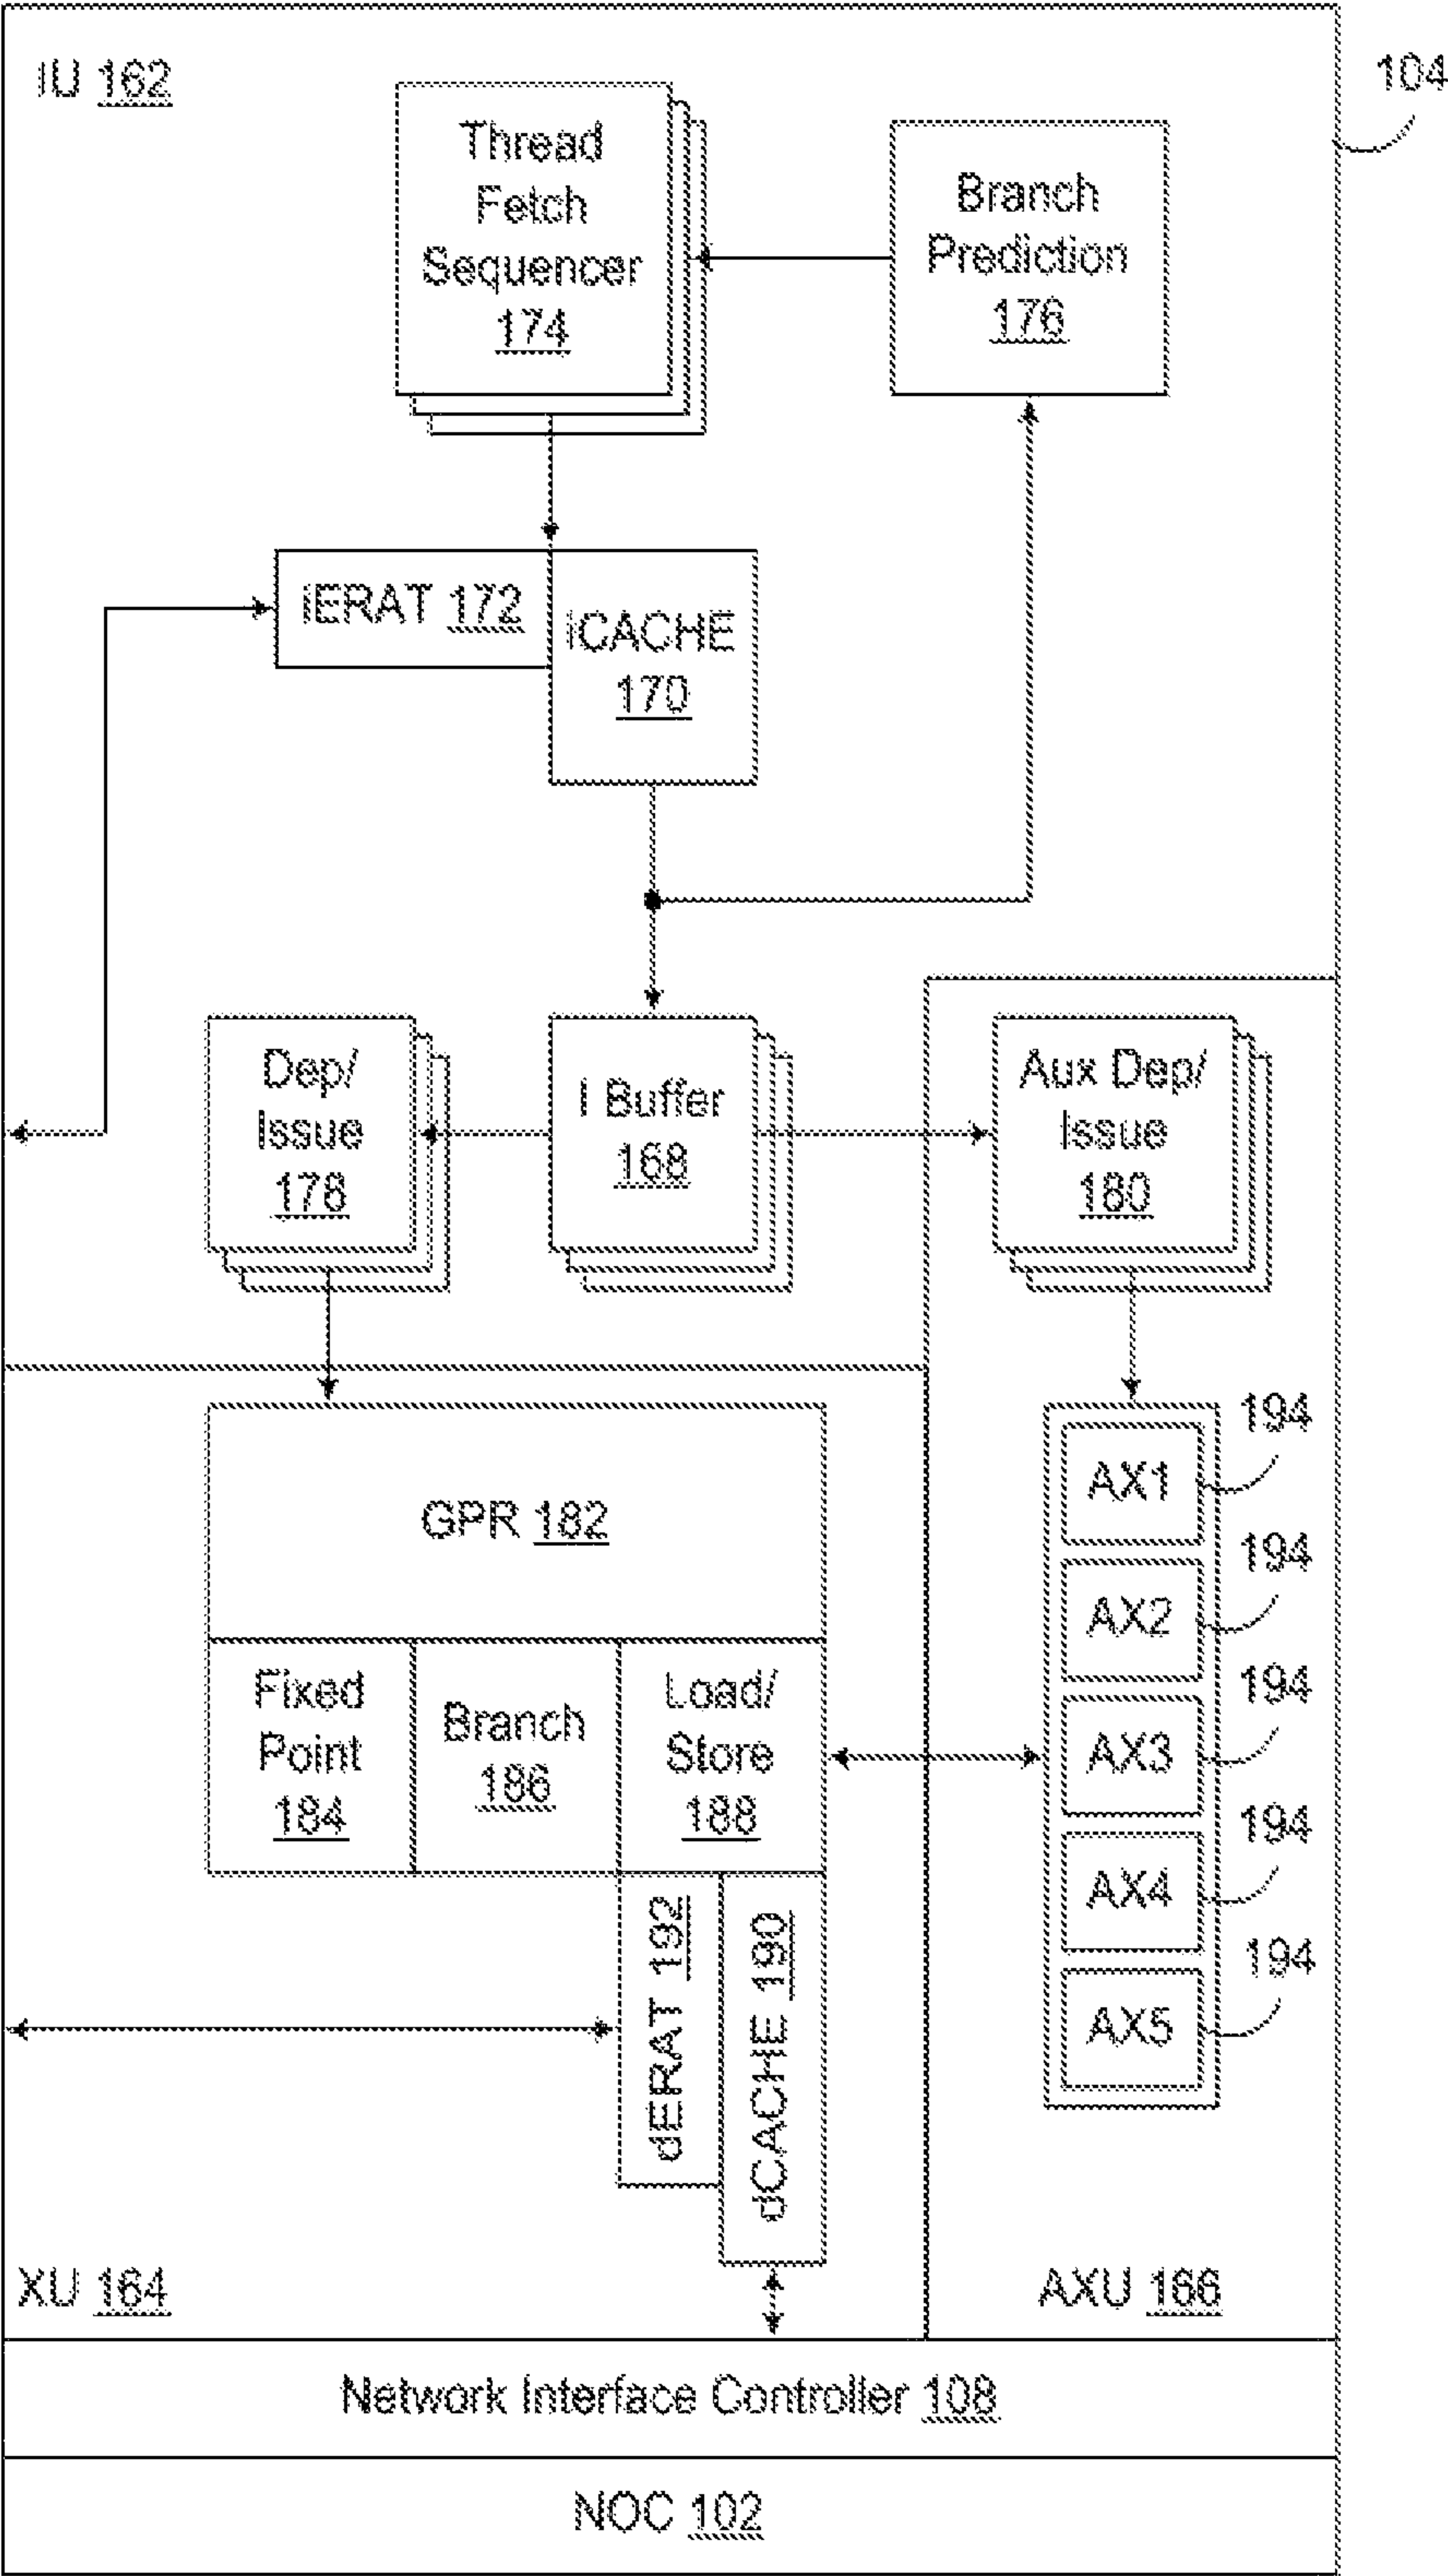 IU 162
104
Thread
Fetch
Sequencer
174
Branch
Prediction
176
iERAT 172
iCACHE
170
Dep/
Issue
178
I Buffer
168
Aux Dep/
Issue
180
GPR 182
Fixed
Point
184
Branch
186
Load/
Store
188
dERAT 192
dCACHE 190
AX1
194
AX2
194
AX3
194
AX4
194
AX5
194
XU 164
AXU 166
Network Interface Controller 108
NOC 102